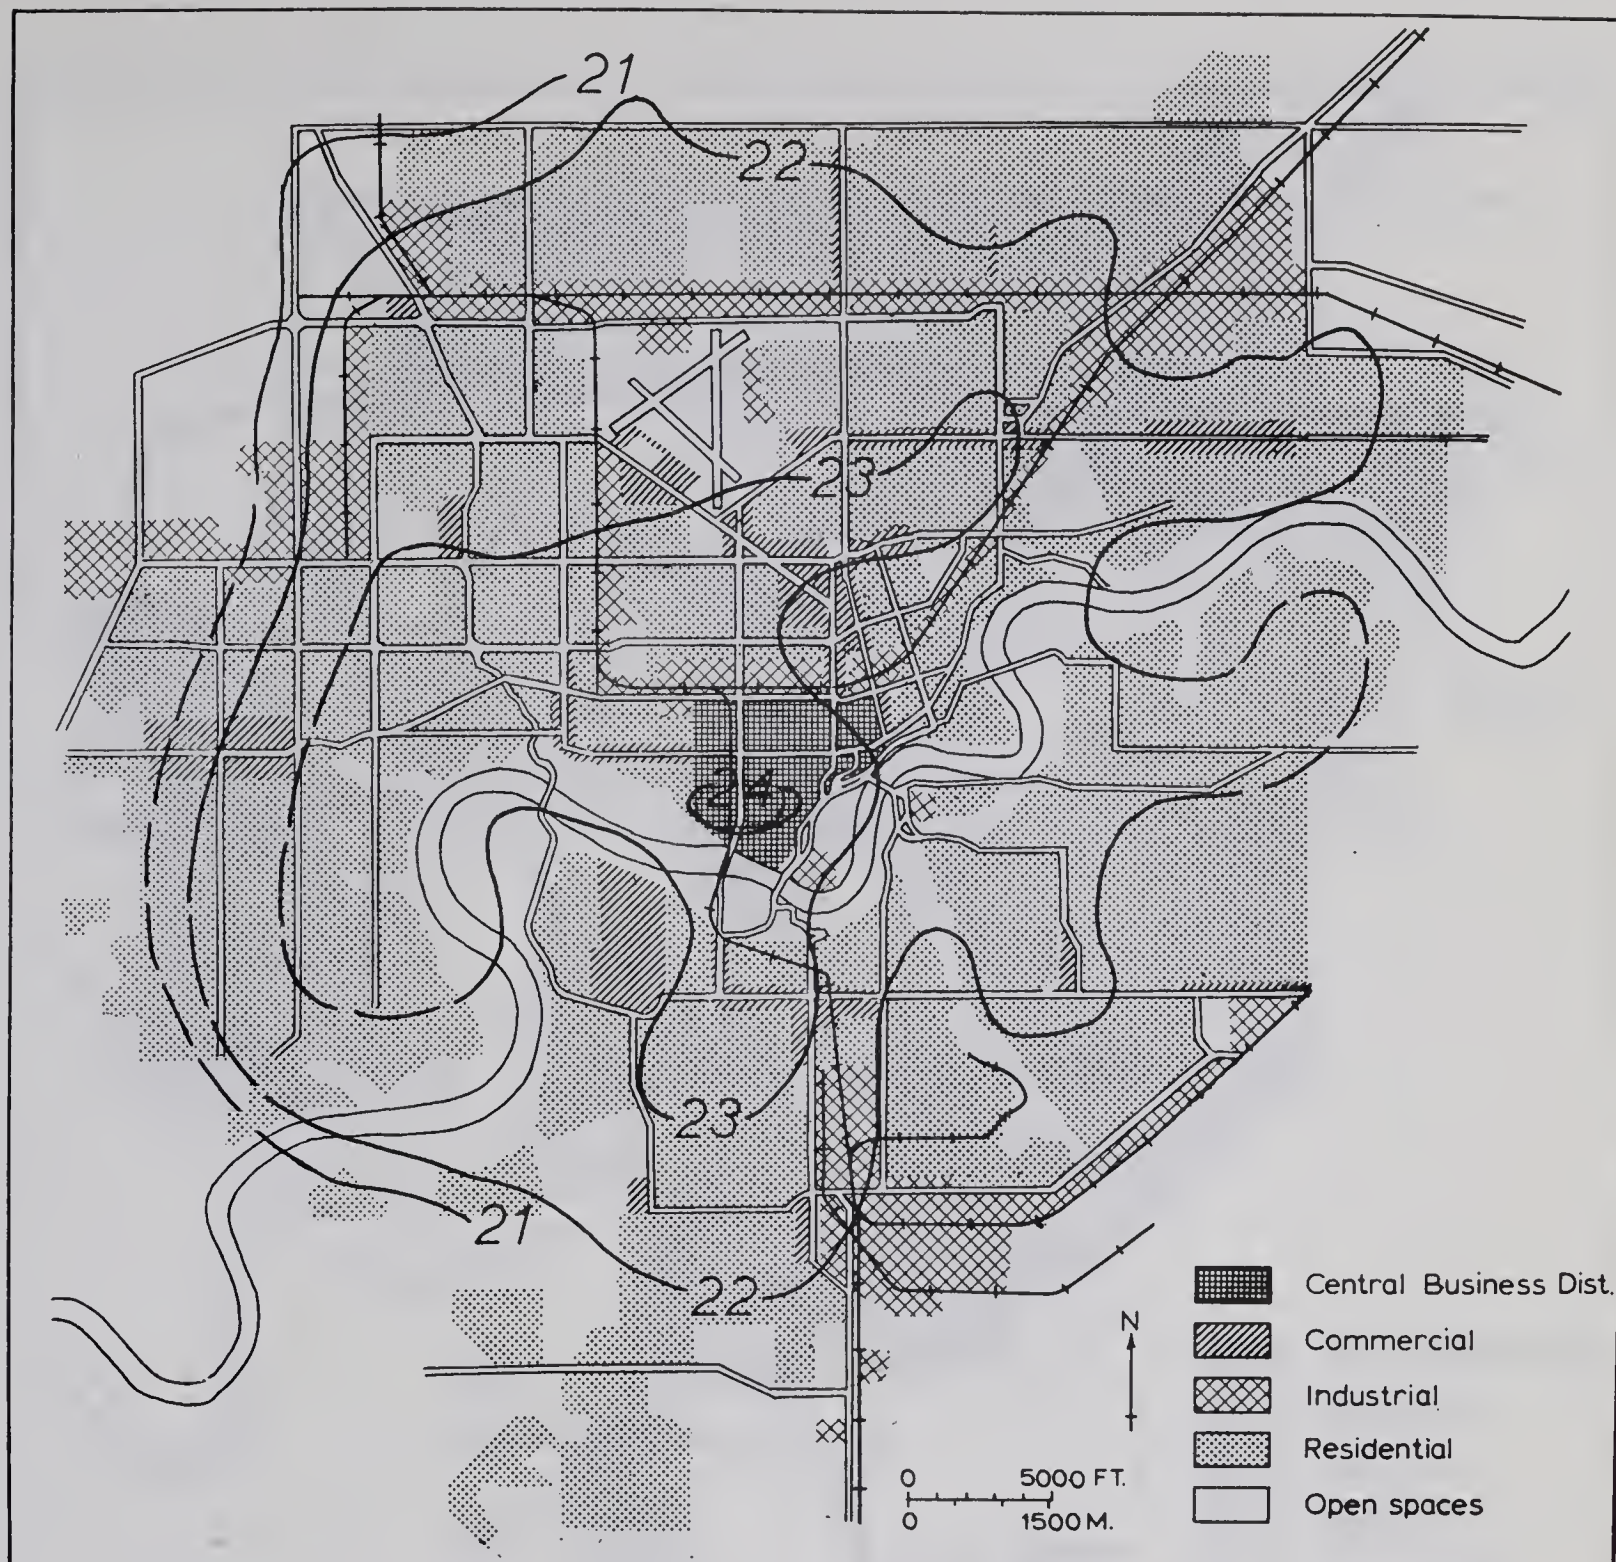 21
22
23
24
23
21
22
N
Central Business Dist.
Commercial
Industrial
Residential
Open spaces
0 5000 FT.
0 1500 M.